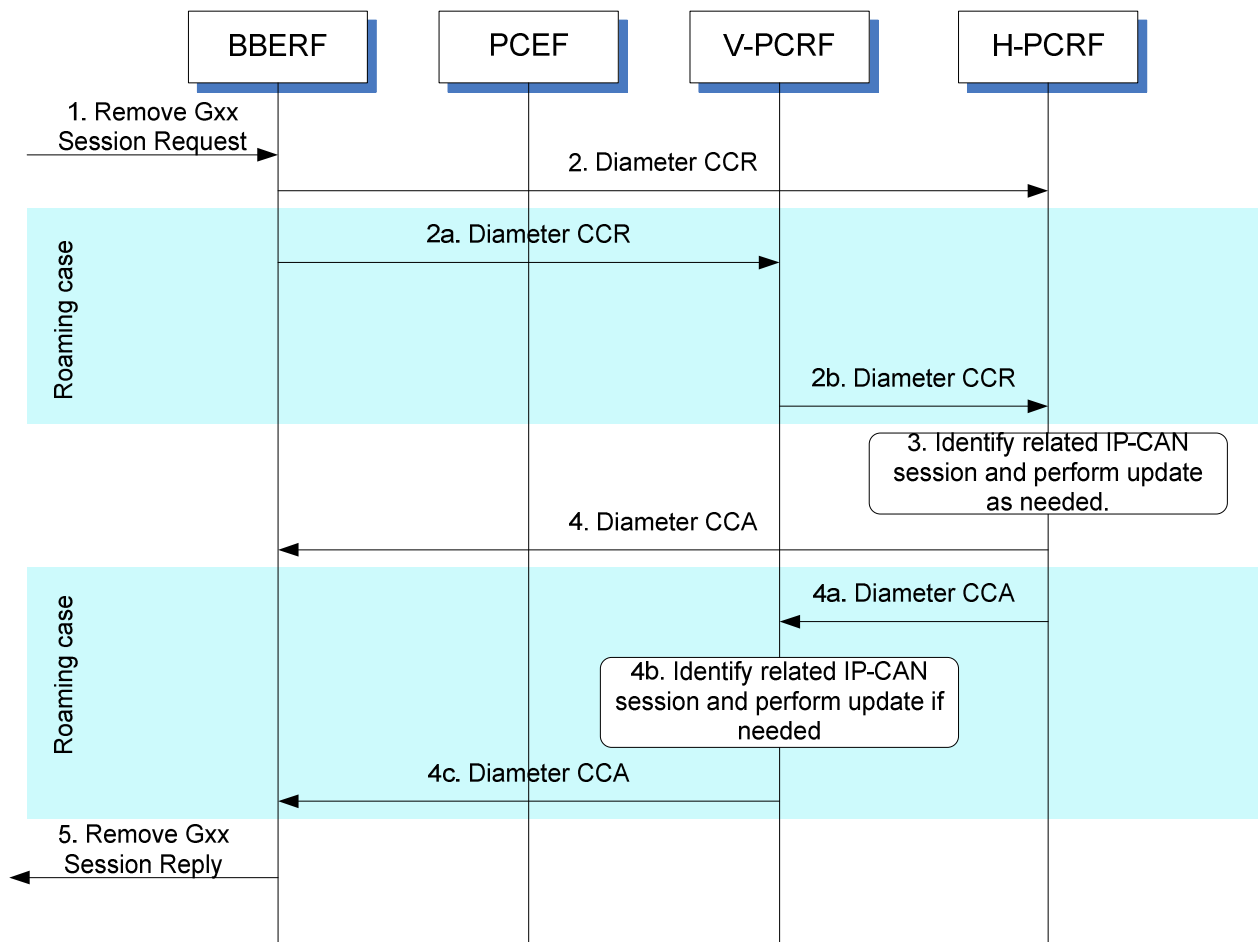 BBERF
PCEF
V-PCRF
H-PCRF
1. Remove Gxx
Session Request
2. Diameter CCR
Roaming case
2a. Diameter CCR
2b. Diameter CCR
3. Identify related IP-CAN
session and perform update
as needed.
4. Diameter CCA
Roaming case
4a. Diameter CCA
4b. Identify related IP-CAN
session and perform update if
needed
4c. Diameter CCA
5. Remove Gxx
Session Reply